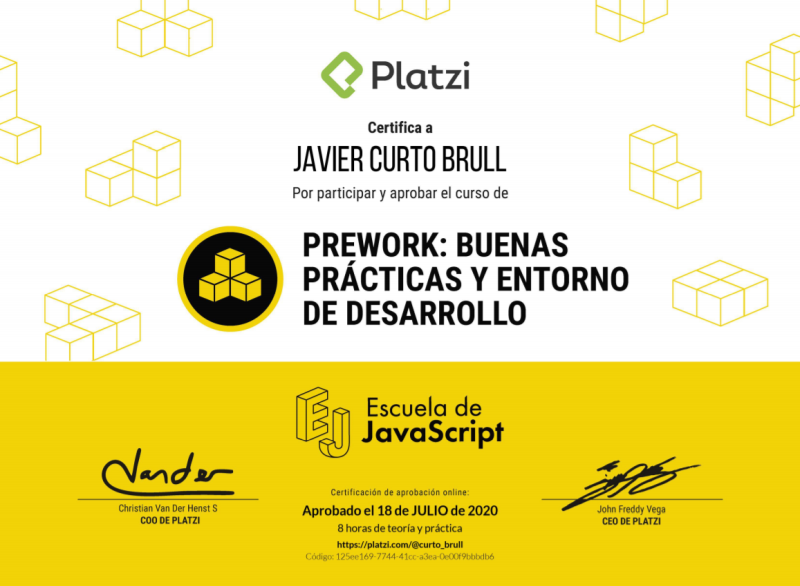 Platzi
Certifica a
JAVIER CURTO BRULL
Por participar y aprobar el curso de
PREWORK: BUENAS
PRÁCTICAS Y ENTORNO
DE DESARROLLO
EJ
Escuela de
JavaScript
Vander
Christian Van Der Henst S
COO DE PLATZI
Certificación de aprobación online:
Aprobado el 18 de JULIO de 2020
8 horas de teoría y práctica
https://platzi.com/@curto_brull
Código: 125ee169-7744-41cc-a3ea-0e00f9bbbdb6
John Freddy Vega
CEO DE PLATZI